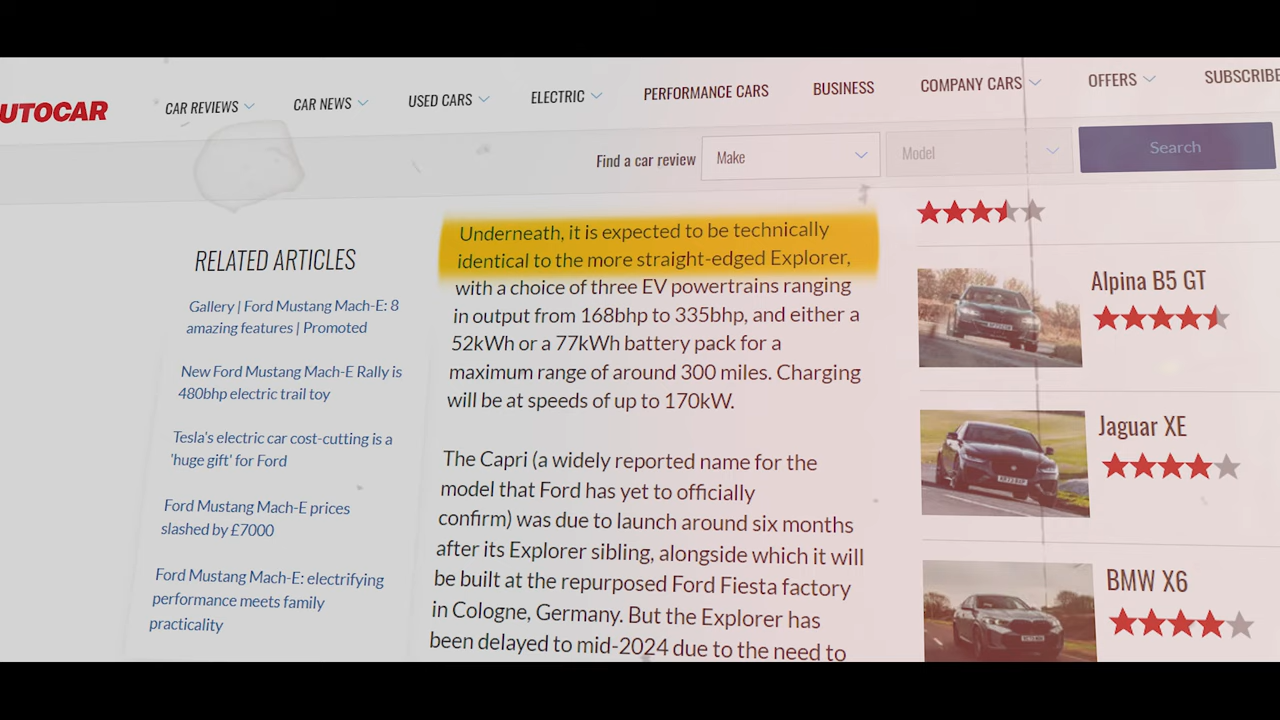 UTOCAR
CAR REVIEWS
CAR NEWS
USED CARS
ELECTRIC
PERFORMANCE CARS
BUSINESS
COMPANY CARS
OFFERS
SUBSCRIBE
Find a car review
Make
Model
Search
RELATED ARTICLES
Gallery | Ford Mustang Mach-E: 8
amazing features | Promoted
New Ford Mustang Mach-E Rally is
480bhp electric trail toy
Tesla's electric car cost-cutting is a
'huge gift' for Ford
Ford Mustang Mach-E prices
slashed by £7000
Ford Mustang Mach-E: electrifying
performance meets family
practicality
Underneath, it is expected to be technically
identical to the more straight-edged Explorer,
with a choice of three EV powertrains ranging
in output from 168bhp to 335bhp, and either a
52kWh or a 77kWh battery pack for a
maximum range of around 300 miles. Charging
will be at speeds of up to 170kW.
The Capri (a widely reported name for the
model that Ford has yet to officially
confirm) was due to launch around six months
after its Explorer sibling, alongside which it will
be built at the repurposed Ford Fiesta factory
in Cologne, Germany. But the Explorer has
been delayed to mid-2024 due to the need to
Alpina B5 GT
Jaguar XE
BMW X6